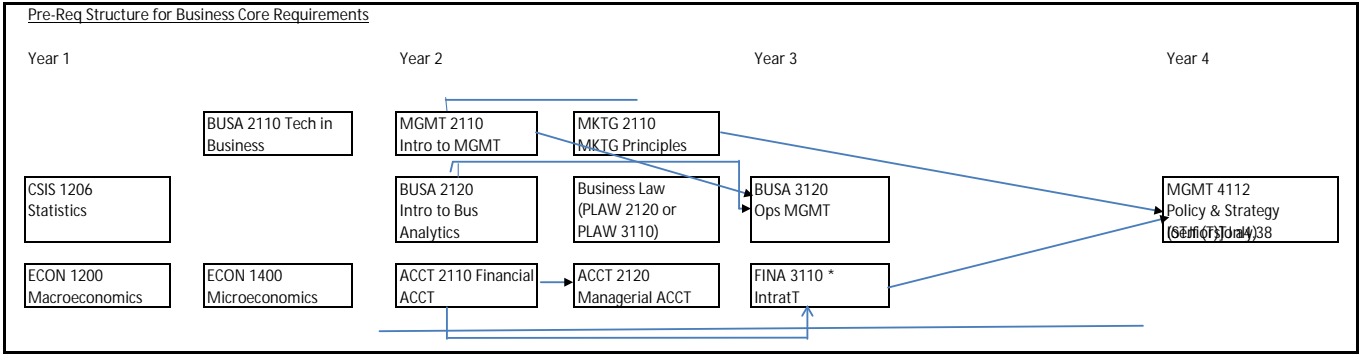 Pre-Req Structure for Business Core Requirements
Year 1
Year 2
Year 3
Year 4
BUSA 2110 Tech in
Business
MGMT 2110
Intro to MGMT
MKTG 2110
MKTG Principles
CSIS 1206
Statistics
BUSA 2120
Intro to Bus
Analytics
Business Law
(PLAW 2120 or
PLAW 3110)
BUSA 3120
Ops MGMT
MGMT 4112
Policy & Strategy
ECON 1200
Macroeconomics
ECON 1400
Microeconomics
ACCT 2110 Financial
ACCT
ACCT 2120
Managerial ACCT
FINA 3110 *
IntratT